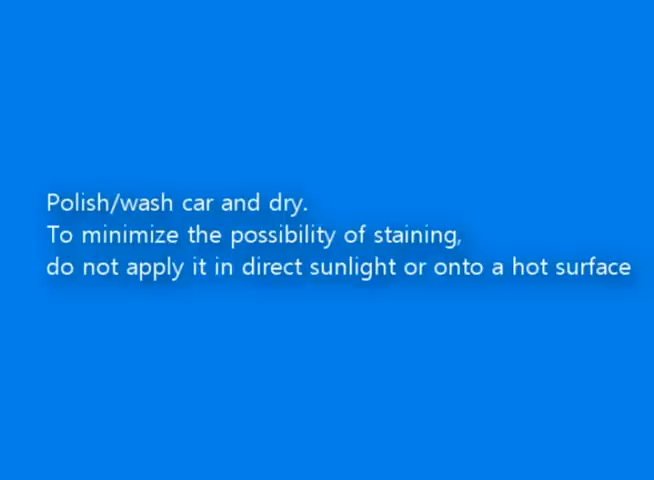 Polish/wash car and dry.
To minimize the possibility of staining,
do not apply it in direct sunlight or onto a hot surface